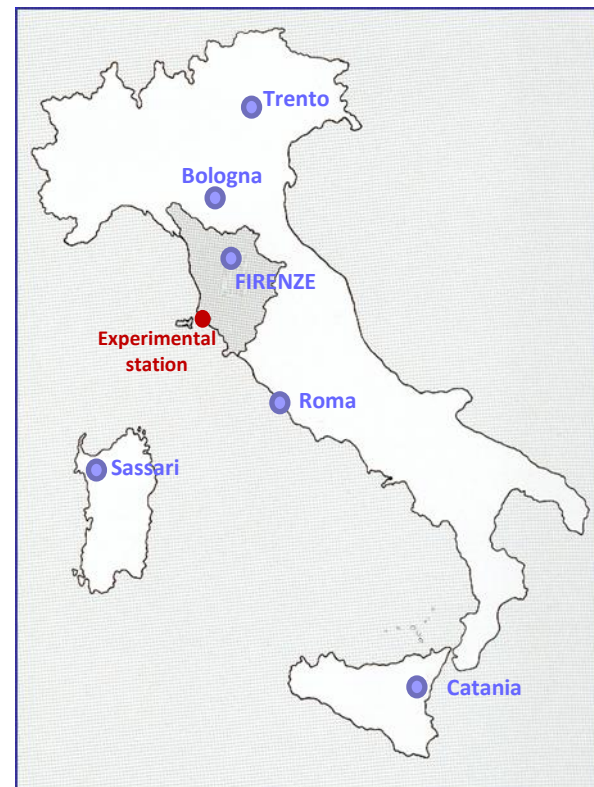 Trento
Bologna
FIRENZE
Experimental
station
Roma
Sassari
Catania